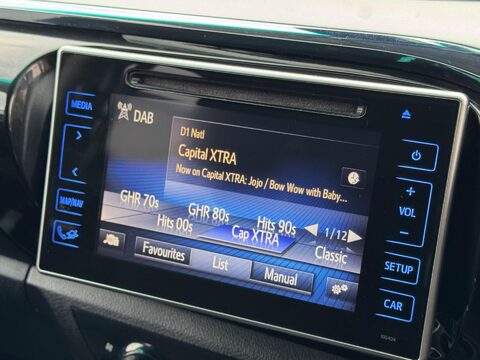 MEDIA
DAB
D1 Natl
Capital XTRA
Now on Capital XTRA: Jojo / Bow Wow with Baby...
GHR 70s
GHR 80s
Hits 90s
1/12
Hits 00s
Cap XTRA
Classic
Favourites
List
Manual
MAP/NAV
+
VOL
-
SETUP
CAR
100404